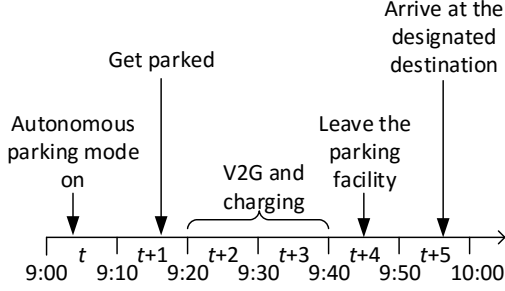 Arrive at the
designated
destination
Get parked
Autonomous
parking mode
on
Leave the
parking
facility
V2G and
charging
t
t+1
t+2
t+3
t+4
t+5
9:00
9:10
9:20
9:30
9:40
9:50
10:00